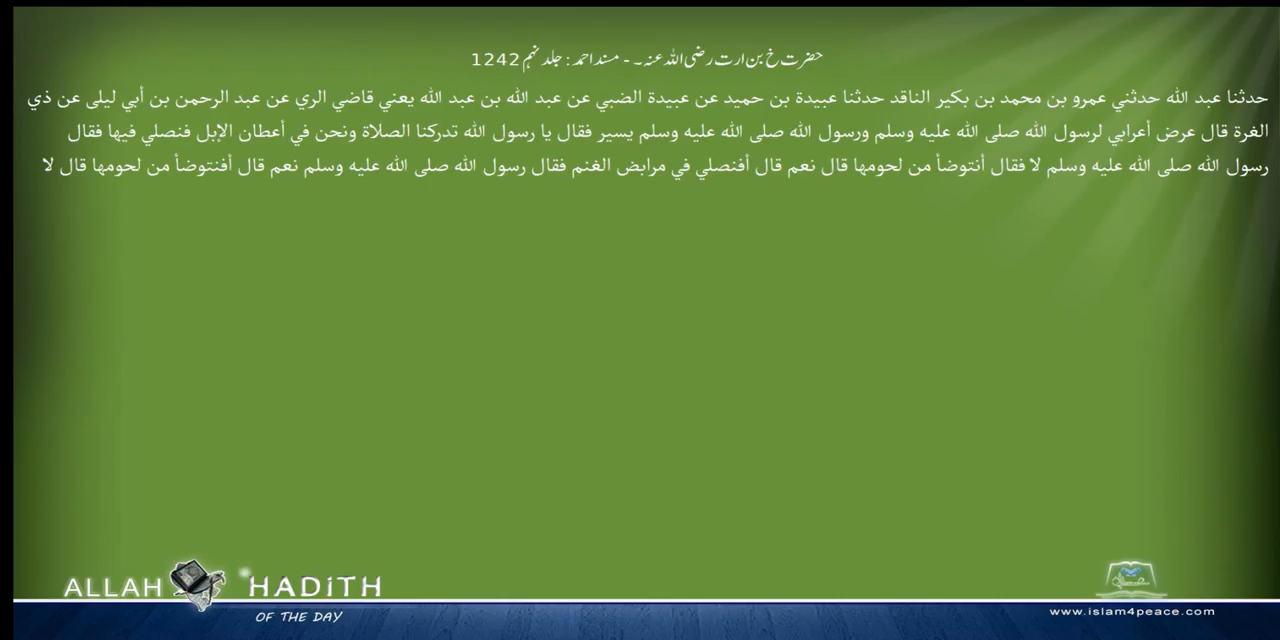 حضرت خ بن ارت رضی اللہ عنہ۔ - مسند احمد : جلد نہم 1242
حدثنا عبد الله حدثني عمرو بن محمد بن بكير الناقد حدثنا عبيدة بن حميد عن عبيدة الضبي عن عبد الله بن عبد الله يعني قاضي الري عن عبد الرحمن بن أبي ليلى عن ذي
الغرة قال عرض أعرابي لرسول الله صلى الله عليه وسلم ورسول الله صلى الله عليه وسلم يسير فقال يا رسول الله تدركنا الصلاة ونحن في أعطان الإبل فنصلي فيها فقال
رسول الله صلى الله عليه وسلم لا فقال أنتوضأ من لحومها قال نعم قال أفنصلي في مرابض الغنم فقال رسول الله صلى الله عليه وسلم نعم قال أفنتوضأ من لحومها قال لا
ALLAH HADITH
OF THE DAY
www.islam4peace.com